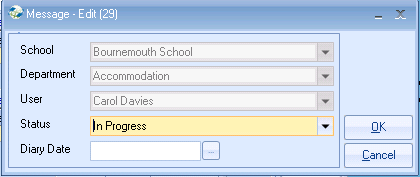 Message - Edit (29)
School Bournemouth School
Department Accommodation
User Carol Davies
Status In Progress
Diary Date ...
OK
Cancel